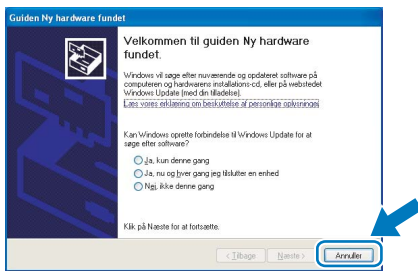 Guiden Ny hardware fundet
Velkommen til guiden Ny hardware
fundet.
Windows vil søge efter nuværende og opdateret software på
computeren og hardwarens installations-cd, eller på webstedet
Windows Update (med din tilladelse).
Læs vores erklæring om beskyttelse af personlige oplysninger
Kan Windows oprette forbindelse til Windows Update for at
søge efter software?
Ja, kun denne gang
Ja, nu og hver gang jeg tilslutter en enhed
Nej, ikke denne gang
Klik på Næste for at fortsætte.
< Tilbage Næste > Annuller